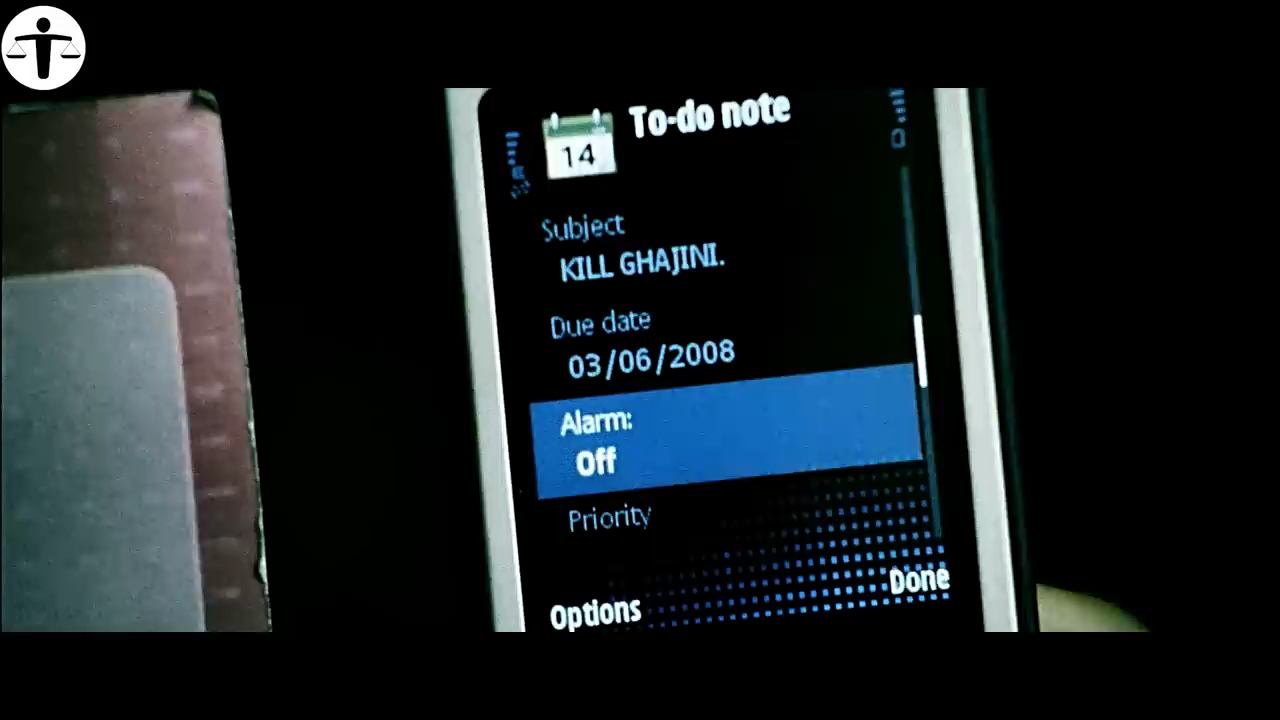 To-do note
14
Subject
KILL GHAJINI.
Due date
03/06/2008
Alarm:
Off
Priority
Options
Done